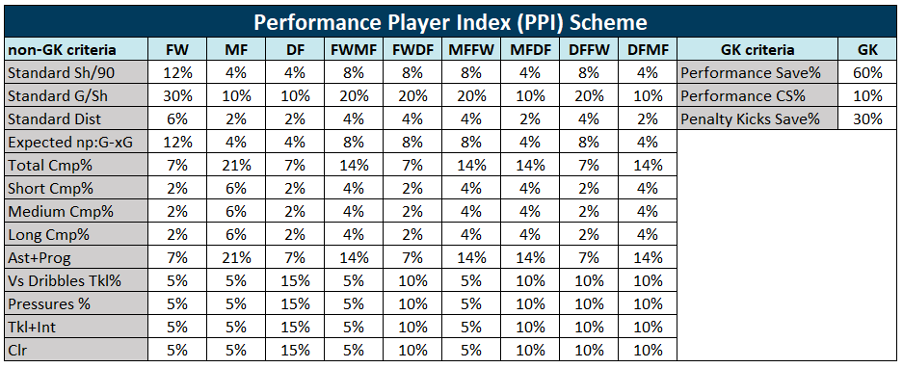 Performance Player Index (PPI) Scheme
non-GK criteria FW MF DF FWMF FWDF MFFW MFDF DFFW DFMF GK criteria GK
Standard Sh/90 12% 4% 4% 8% 8% 8% 4% 8% 4% Performance Save% 60%
Standard G/Sh 30% 10% 10% 20% 20% 20% 10% 20% 10% Performance CS% 10%
Standard Dist 6% 2% 2% 4% 4% 4% 2% 4% 2% Penalty Kicks Save% 30%
Expected np:G-xG 12% 4% 4% 8% 8% 8% 4% 8% 4%
Total Cmp% 7% 21% 7% 14% 7% 14% 14% 7% 14%
Short Cmp% 2% 6% 2% 4% 2% 4% 4% 2% 4%
Medium Cmp% 2% 6% 2% 4% 2% 4% 4% 2% 4%
Long Cmp% 2% 6% 2% 4% 2% 4% 4% 2% 4%
Ast+Prog 7% 21% 7% 14% 7% 14% 14% 7% 14%
Vs Dribbles Tkl% 5% 5% 15% 5% 10% 5% 10% 10% 10%
Pressures % 5% 5% 15% 5% 10% 5% 10% 10% 10%
Tkl+Int 5% 5% 15% 5% 10% 5% 10% 10% 10%
Clr 5% 5% 15% 5% 10% 5% 10% 10% 10%